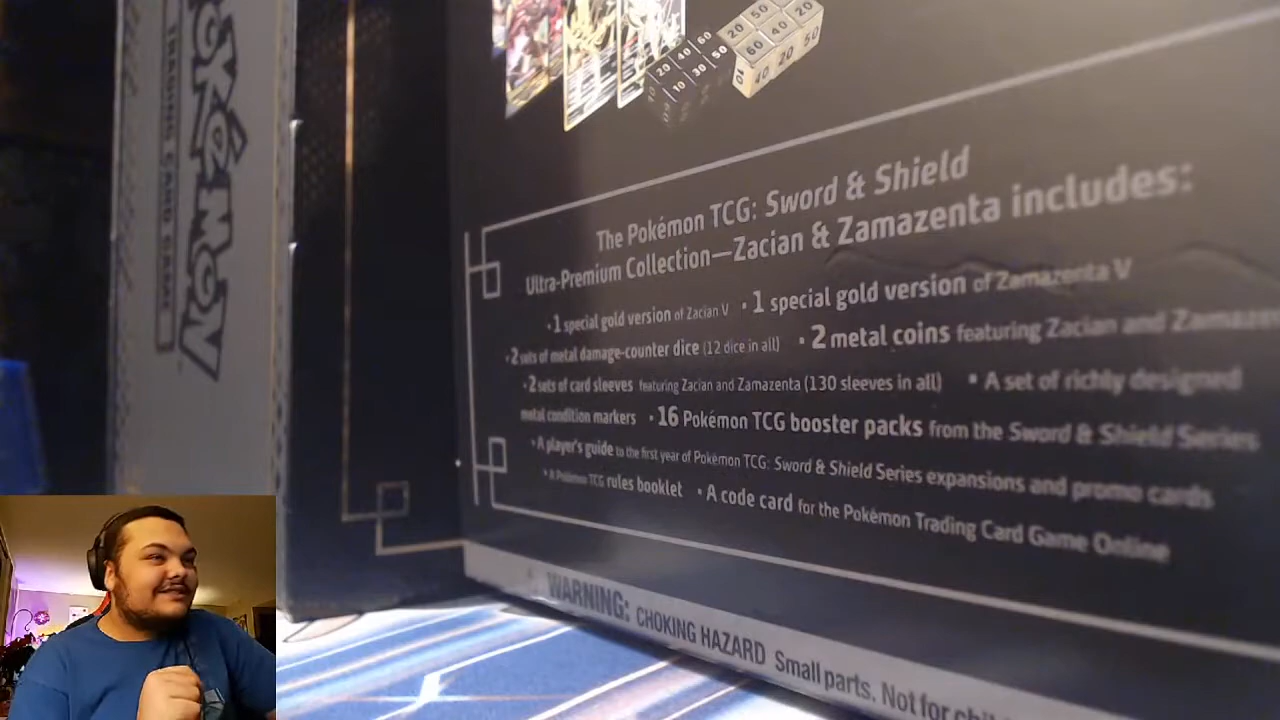 POKéMON
TRADING CARD GAME
The Pokémon TCG: Sword & Shield
Ultra-Premium Collection—Zacian & Zamazenta includes:
• 1 special gold version of Zacian V • 1 special gold version of Zamazenta V
• 2 sets of metal damage-counter dice (12 dice in all) • 2 metal coins featuring Zacian and
• 2 sets of card sleeves featuring Zacian and Zamazenta (130 sleeves in all) • A set of richly designed
metal condition markers • 16 Pokémon TCG booster packs from the Sword & Shield Series
• A player's guide to the first year of Pokémon TCG: Sword & Shield Series expansions and promo cards
• A Pokémon TCG rules booklet • A code card for the Pokémon Trading Card Game Online
WARNING: CHOKING HAZARD Small parts. Not for